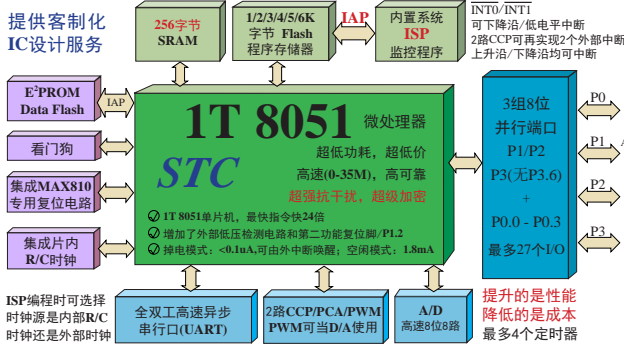 提供客制化
IC设计服务
256字节
SRAM
1/2/3/4/5/6K
字节 Flash
程序存储器
IAP
内置系统
ISP
监控程序
INT0/INT1
可下降沿/低电平中断
2路CCP可再实现2个外部中断
上升沿/下降沿均可中断
E²PROM
Data Flash
IAP
看门狗
集成MAX810
专用复位电路
集成片内
R/C时钟
1T 8051 微处理器
STC
超低功耗，超低价
高速(0-35M)，高可靠
超强抗干扰，超级加密
1T 8051单片机，最快指令快24倍
增加了外部低压检测电路和第二功能复位脚/P1.2
掉电模式：<0.1uA,可由外中断唤醒；空闲模式：1.8mA
3组8位
并行端口
P1/P2
P3(无P3.6)
+
P0.0 - P0.3
最多27个I/O
P0
P1
P2
P3
ISP编程时可选择
时钟源是内部R/C
时钟还是外部时钟
全双工高速异步
串行口(UART)
2路CCP/PCA/PWM
PWM可当D/A使用
A/D
高速8位8路
提升的是性能
降低的是成本
最多4个定时器